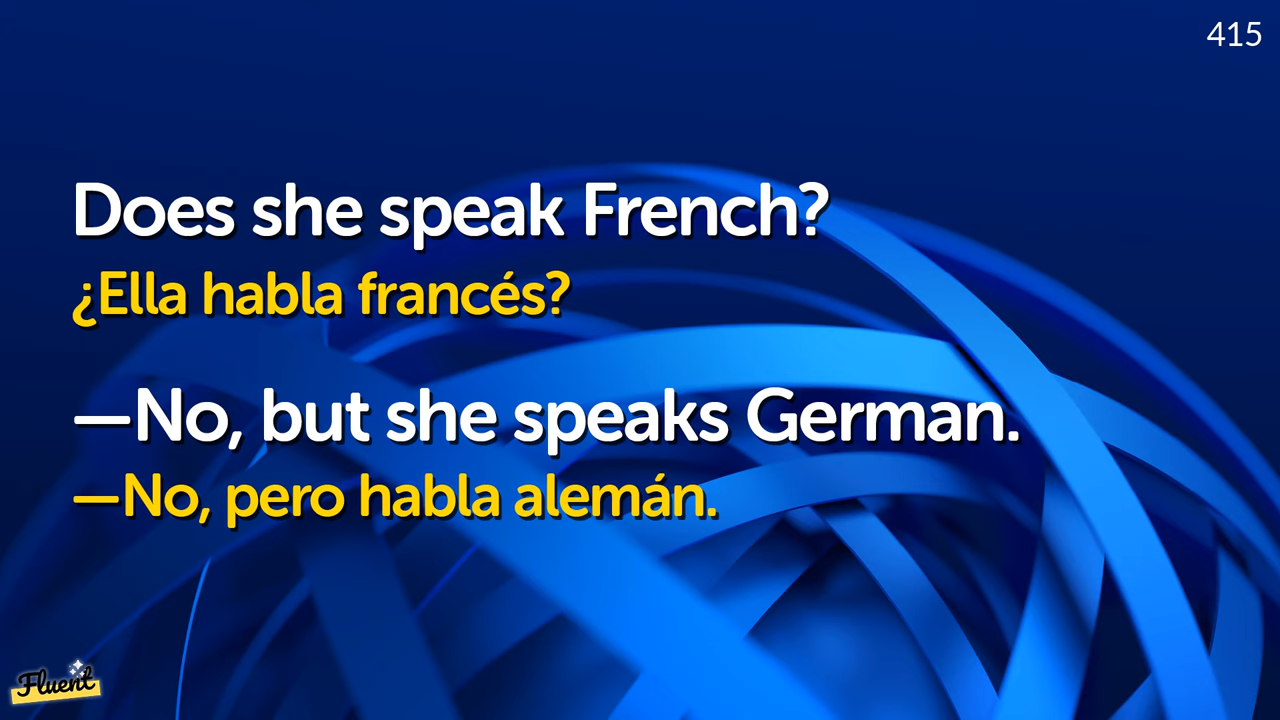 415
Does she speak French?
¿Ella habla francés?
—No, but she speaks German.
—No, pero habla alemán.
Fluent